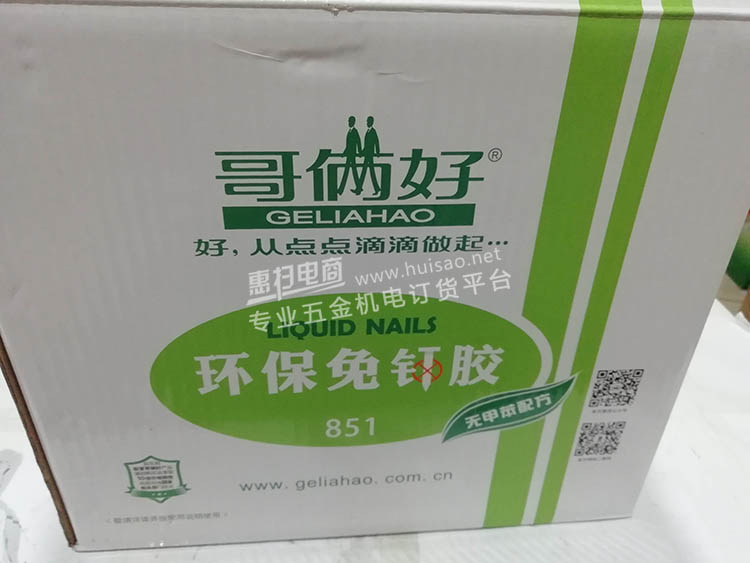 哥俩好®
GELIAHAO
好，从点点滴滴做起…
惠扫电商 www.huisao.net
专业五金机电订货平台
LIQUID NAILS
环保免钉胶
无甲苯配方
851
www.geliahao.com.cn